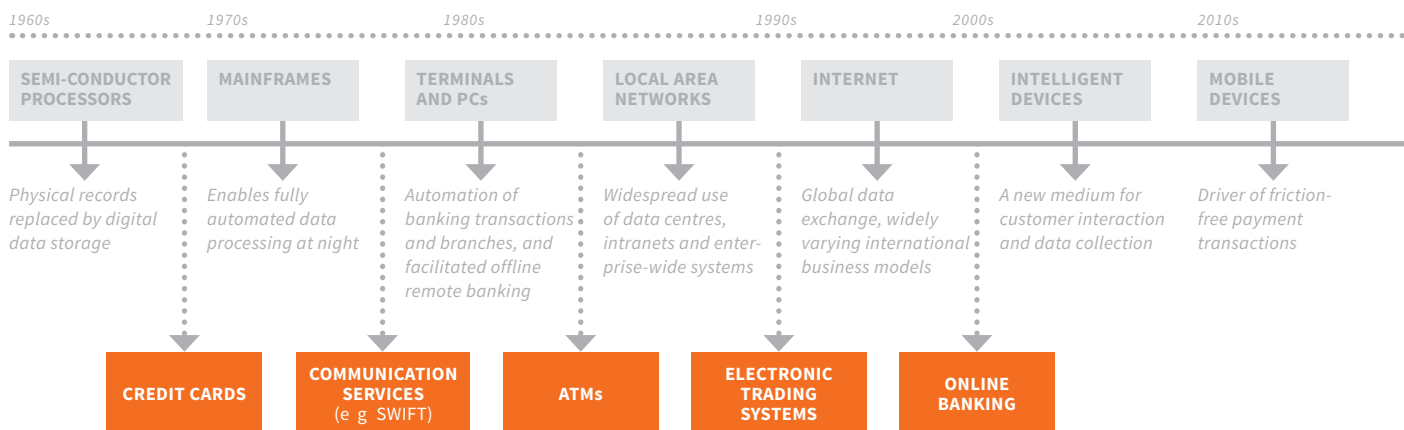 1960s
1970s
1980s
1990s
2000s
2010s
SEMI-CONDUCTOR
PROCESSORS
MAINFRAMES
TERMINALS
AND PCs
LOCAL AREA
NETWORKS
INTERNET
INTELLIGENT
DEVICES
MOBILE
DEVICES
Physical records
replaced by digital
data storage
Enables fully
automated data
processing at night
Automation of
banking transactions
and branches, and
facilitated offline
remote banking
Widespread use
of data centres,
intranets and enter-
prise-wide systems
Global data
exchange, widely
varying international
business models
A new medium for
customer interaction
and data collection
Driver of friction-
free payment
transactions
CREDIT CARDS
COMMUNICATION
SERVICES
(e g SWIFT)
ATMs
ELECTRONIC
TRADING
SYSTEMS
ONLINE
BANKING